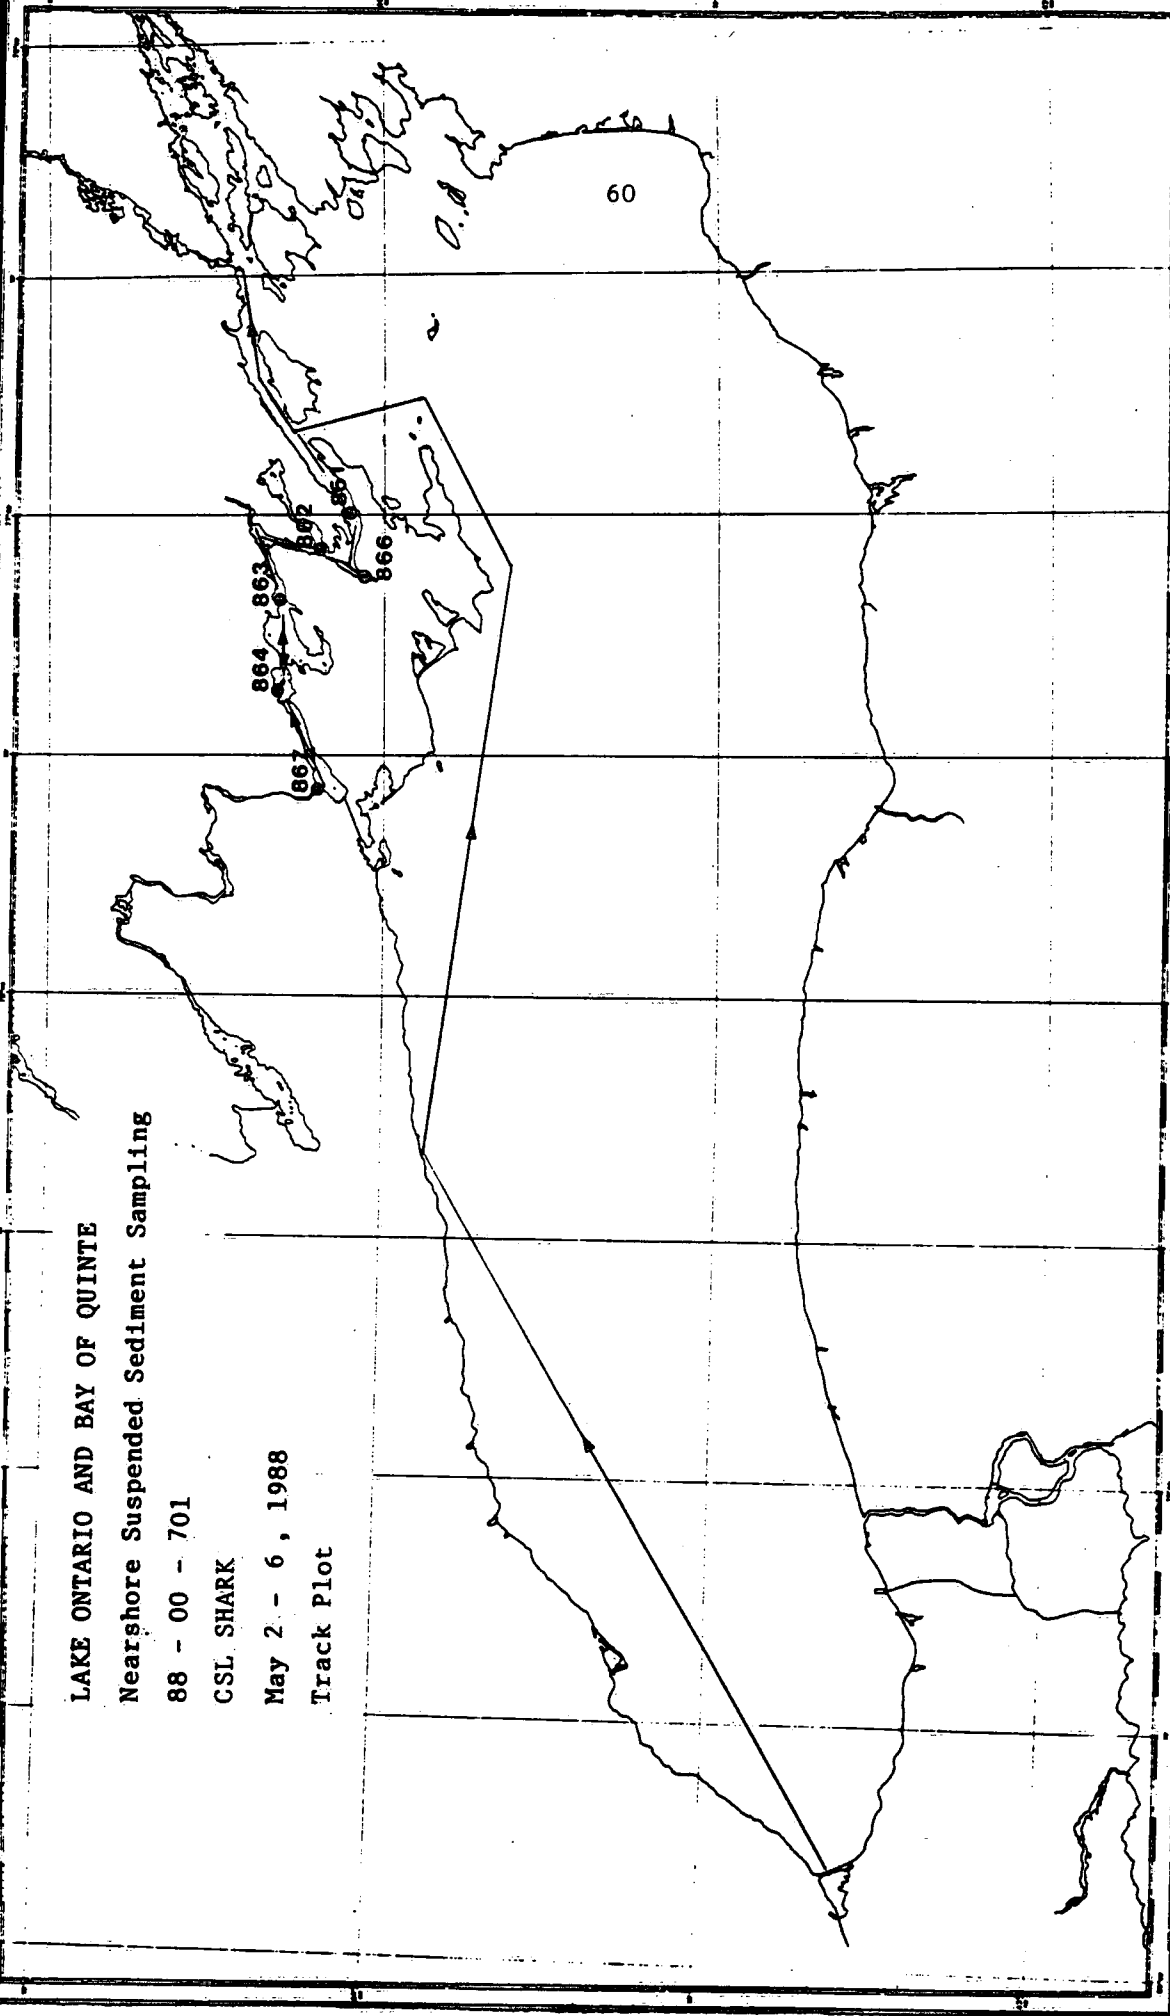 LAKE ONTARIO AND BAY OF QUINTE
Nearshore Suspended Sediment Sampling
88 - 00 - 701
CSL SHARK
May 2 - 6, 1988
Track Plot
867
864
863
862
861
866
60